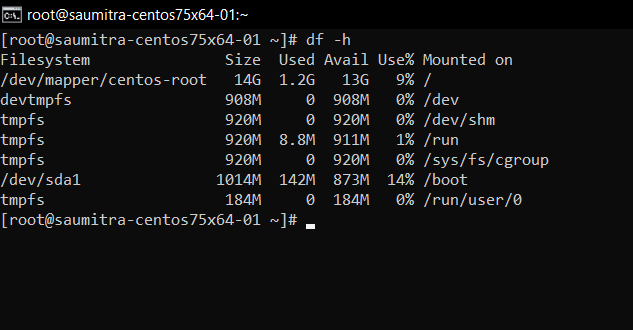 C:\. root@saumitra-centos75x64-01:~
[root@saumitra-centos75x64-01 ~]# df -h
Filesystem               Size  Used Avail Use% Mounted on
/dev/mapper/centos-root   14G  1.2G   13G   9% /
devtmpfs                 908M     0  908M   0% /dev
tmpfs                    920M     0  920M   0% /dev/shm
tmpfs                    920M  8.8M  911M   1% /run
tmpfs                    920M     0  920M   0% /sys/fs/cgroup
/dev/sda1               1014M  142M  873M  14% /boot
tmpfs                    184M     0  184M   0% /run/user/0
[root@saumitra-centos75x64-01 ~]#